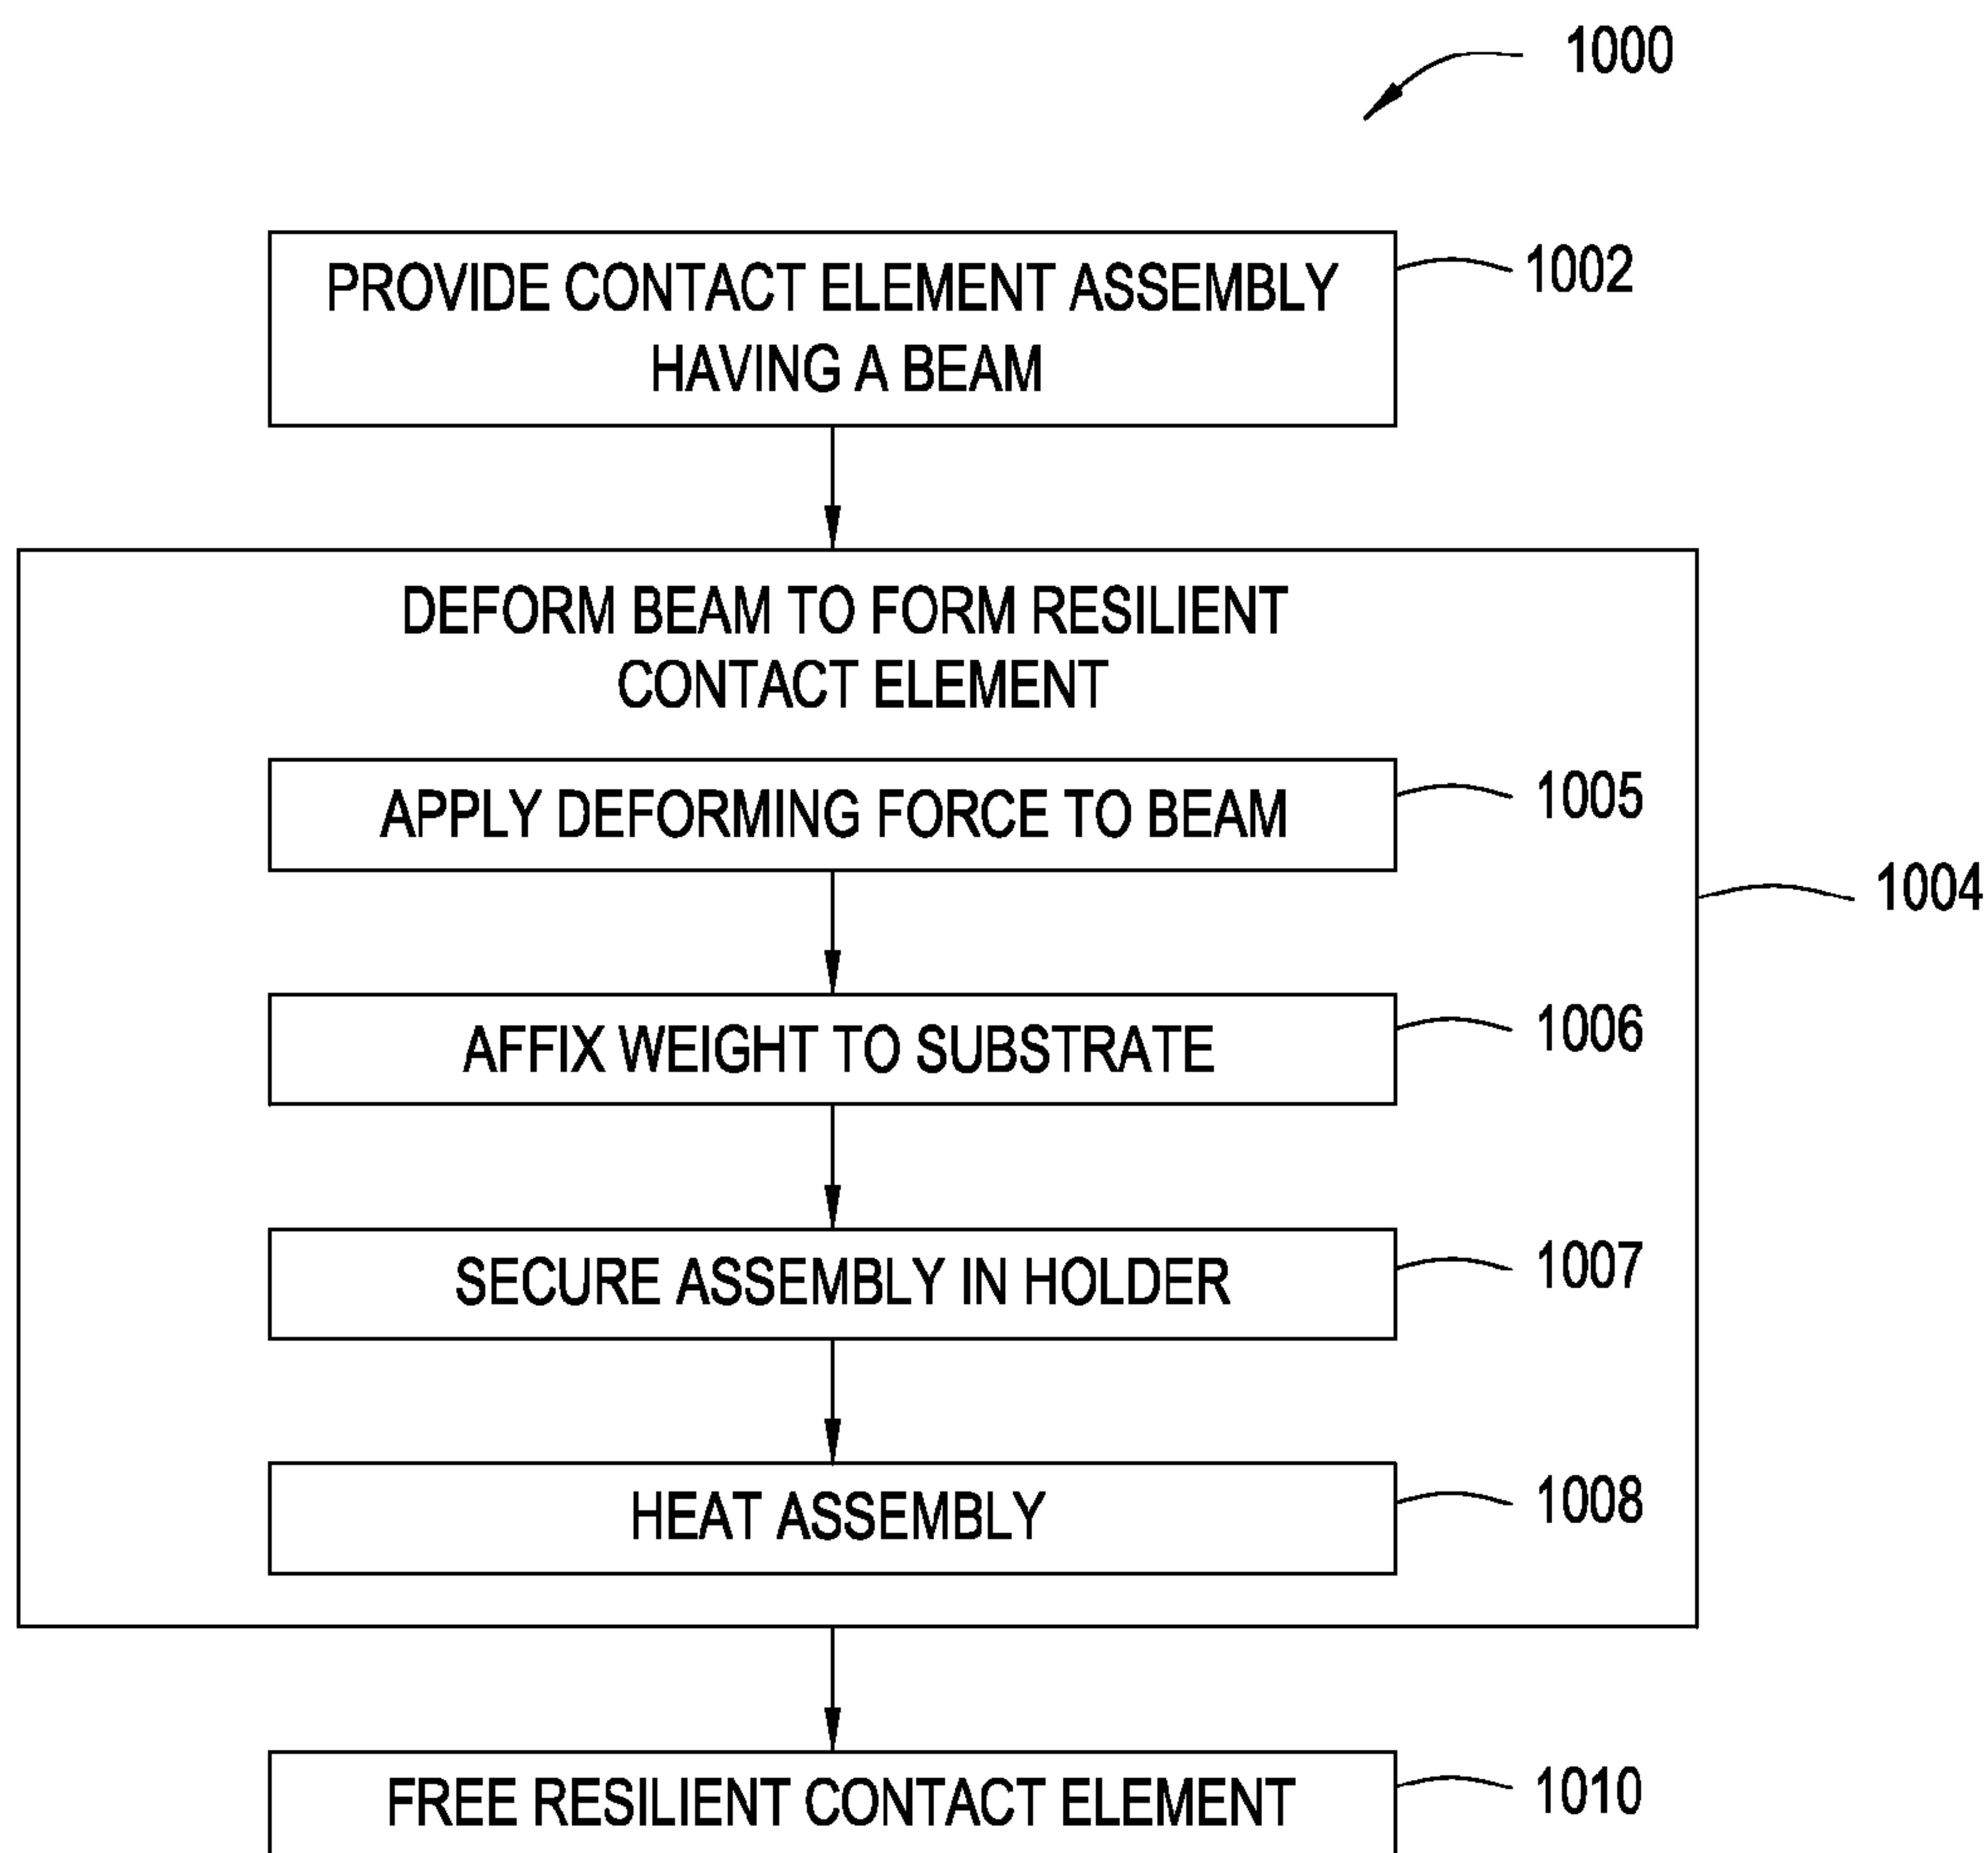 1000
PROVIDE CONTACT ELEMENT ASSEMBLY
HAVING A BEAM
1002
DEFORM BEAM TO FORM RESILIENT
CONTACT ELEMENT
APPLY DEFORMING FORCE TO BEAM
1005
1004
AFFIX WEIGHT TO SUBSTRATE
1006
SECURE ASSEMBLY IN HOLDER
1007
HEAT ASSEMBLY
1008
FREE RESILIENT CONTACT ELEMENT
1010